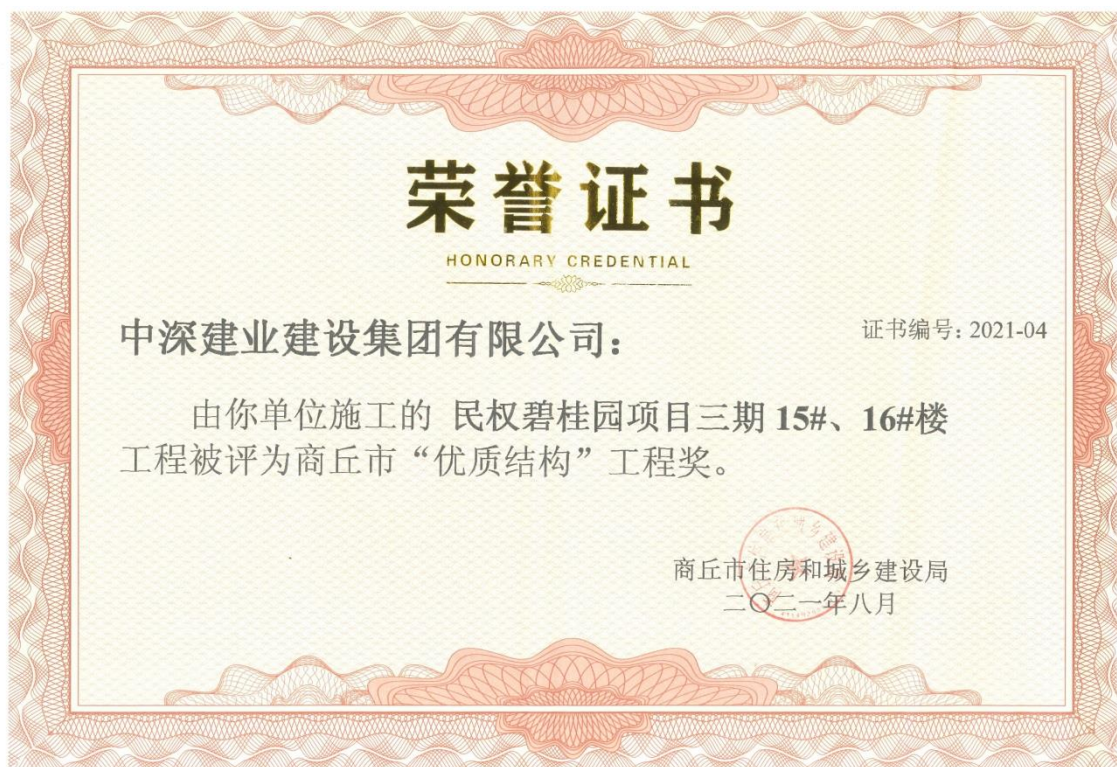 荣誉证书
HONORARY CREDENTIAL
中深建业建设集团有限公司：
证书编号：2021-04
由你单位施工的 民权碧桂园项目三期 15#、16#楼
工程被评为商丘市“优质结构”工程奖。
商丘市住房和城乡建设局
二〇二一年八月